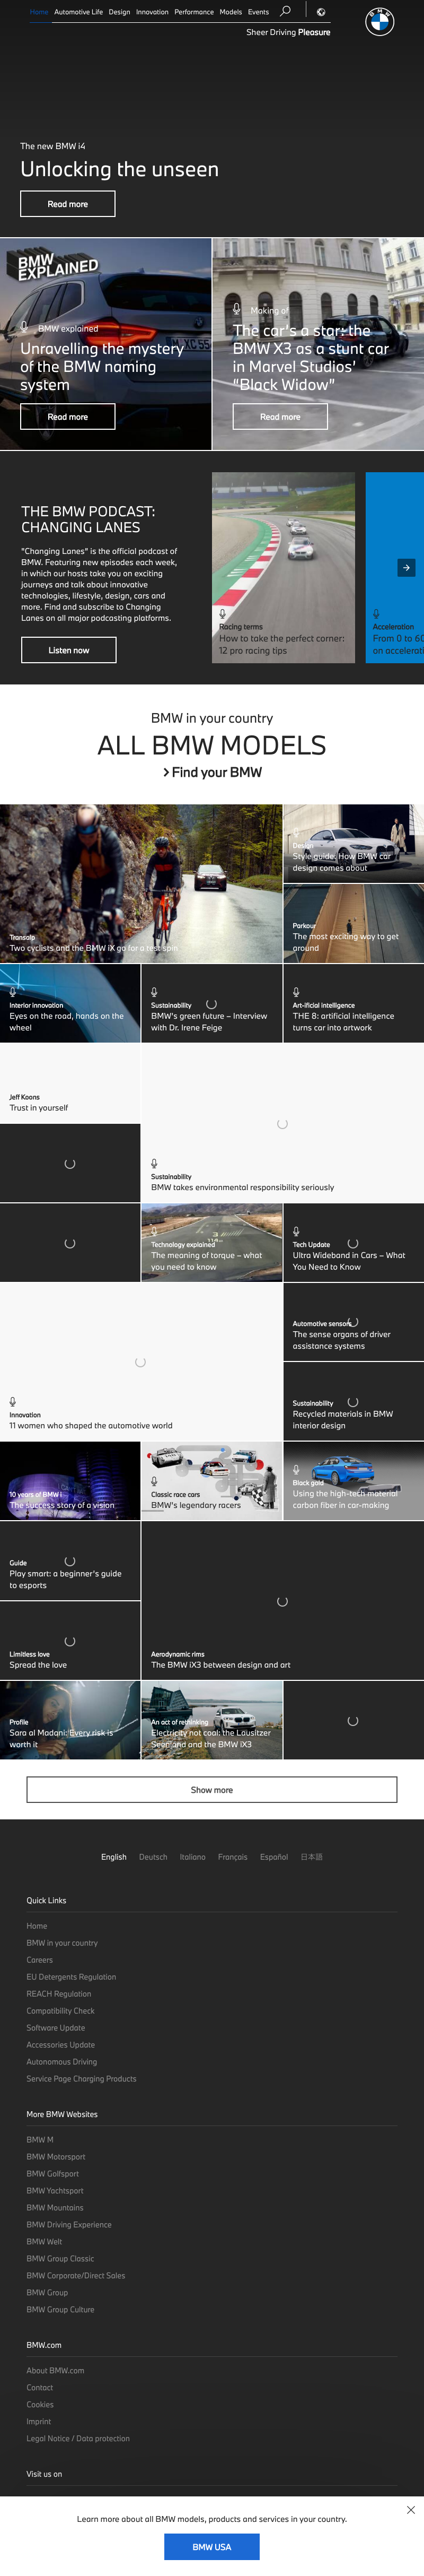 Home Automotive Life Design Innovation Performance Models Events
Sheer Driving Pleasure
BMW
The new BMW i4
Unlocking the unseen
Read more
BMW
EXPLAINED
BMW explained
Unravelling the mystery
of the BMW naming
system
Read more
Making of
The car's a star: the
BMW X3 as a stunt car
in Marvel Studios'
"Black Widow"
Read more
THE BMW PODCAST:
CHANGING LANES
"Changing Lanes" is the official podcast of
BMW. Featuring new episodes each week,
in which our hosts take you on exciting
journeys and talk about innovative
technologies, lifestyle, design, cars and
more. Find and subscribe to Changing
Lanes on all major podcasting platforms.
Listen now
Racing terms
How to take the perfect corner:
12 pro racing tips
Acceleration
From 0 to 60
an accelerati
BMW in your country
ALL BMW MODELS
Find your BMW
Transalp
Two cyclists and the BMW iX go for a test spin
Design
Style guide: How BMW car
design comes about
Parkour
The most exciting way to get
around
Interior innovation
Eyes on the road, hands on the
wheel
Sustainability
BMW's green future – Interview
with Dr. Irene Feige
Art-ificial intelligence
THE 8: artificial intelligence
turns car into artwork
Jeff Koons
Trust in yourself
Sustainability
BMW takes environmental responsibility seriously
Technology explained
The meaning of torque – what
you need to know
Tech Update
Ultra Wideband in Cars – What
You Need to Know
Innovation
11 women who shaped the automotive world
Automotive sensors
The sense organs of driver
assistance systems
Sustainability
Recycled materials in BMW
interior design
10 years of BMW i
The success story of a vision
Classic race cars
BMW's legendary racers
Black gold
Using the high-tech material
carbon fiber in car-making
Guide
Play smart: a beginner's guide
to esports
Limitless love
Spread the love
Aerodynamic rims
The BMW iX3 between design and art
Profile
Sara al Madani: Every risk is
worth it
An act of rethinking
Electricity not coal: the Lausitzer
Seenland and the BMW iX3
Show more
English Deutsch Italiano Français Español 日本語
Quick Links
Home
BMW in your country
Careers
EU Detergents Regulation
REACH Regulation
Compatibility Check
Software Update
Accessories Update
Autonomous Driving
Service Page Charging Products
More BMW Websites
BMW M
BMW Motorsport
BMW Golfsport
BMW Yachtsport
BMW Mountains
BMW Driving Experience
BMW Welt
BMW Group Classic
BMW Corporate/Direct Sales
BMW Group
BMW Group Culture
BMW.com
About BMW.com
Contact
Cookies
Imprint
Legal Notice / Data protection
Visit us on
Learn more about all BMW models, products and services in your country.
BMW USA